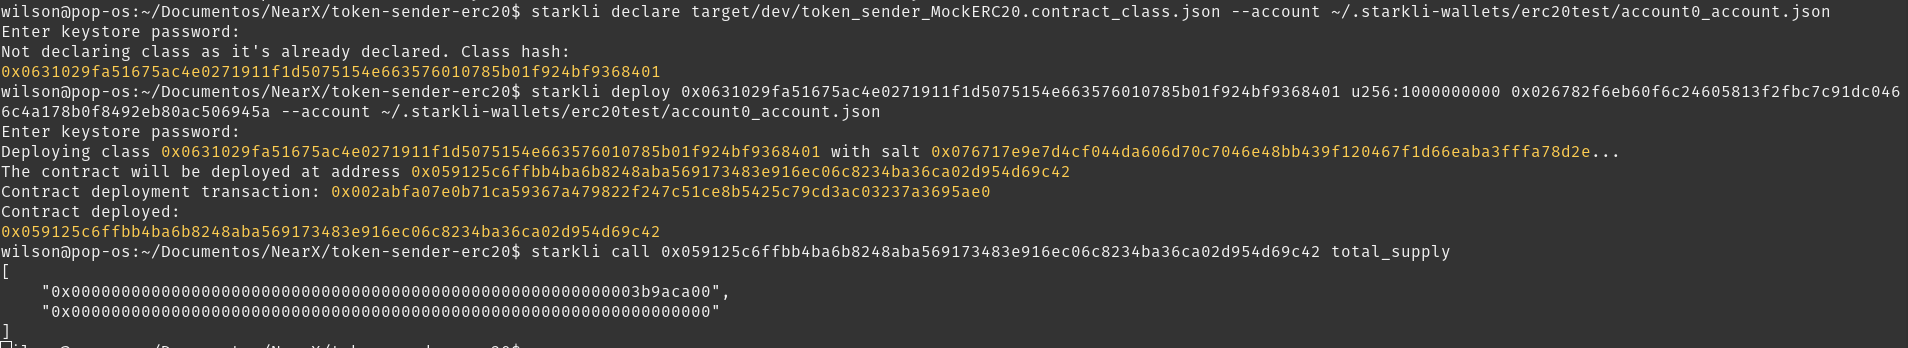 wilson@pop-os:~/Documentos/NearX/token-sender-erc20$ starkli declare target/dev/token_sender_MockERC20.contract_class.json --account ~/.starkli-wallets/erc20test/account0_account.json
Enter keystore password:
Not declaring class as it's already declared. Class hash:
0x0631029fa51675ac4e0271911f1d5075154e663576010785b01f924bf9368401
wilson@pop-os:~/Documentos/NearX/token-sender-erc20$ starkli deploy 0x0631029fa51675ac4e0271911f1d5075154e663576010785b01f924bf9368401 u256:1000000000 0x026782f6eb60f6c24605813f2fbc7c91dc046
6c4a178b0f8492eb80ac506945a --account ~/.starkli-wallets/erc20test/account0_account.json
Enter keystore password:
Deploying class 0x0631029fa51675ac4e0271911f1d5075154e663576010785b01f924bf9368401 with salt 0x076717e9e7d4cf044da606d70c7046e48bb439f120467f1d66eaba3fffa78d2e...
The contract will be deployed at address 0x059125c6ffbb4ba6b8248aba569173483e916ec06c8234ba36ca02d954d69c42
Contract deployment transaction: 0x002abfa07e0b71ca59367a479822f247c51ce8b5425c79cd3ac03237a3695ae0
Contract deployed:
0x059125c6ffbb4ba6b8248aba569173483e916ec06c8234ba36ca02d954d69c42
wilson@pop-os:~/Documentos/NearX/token-sender-erc20$ starkli call 0x059125c6ffbb4ba6b8248aba569173483e916ec06c8234ba36ca02d954d69c42 total_supply
[
    "0x000000000000000000000000000000000000000000000000000000003b9aca00",
    "0x0000000000000000000000000000000000000000000000000000000000000000"
]